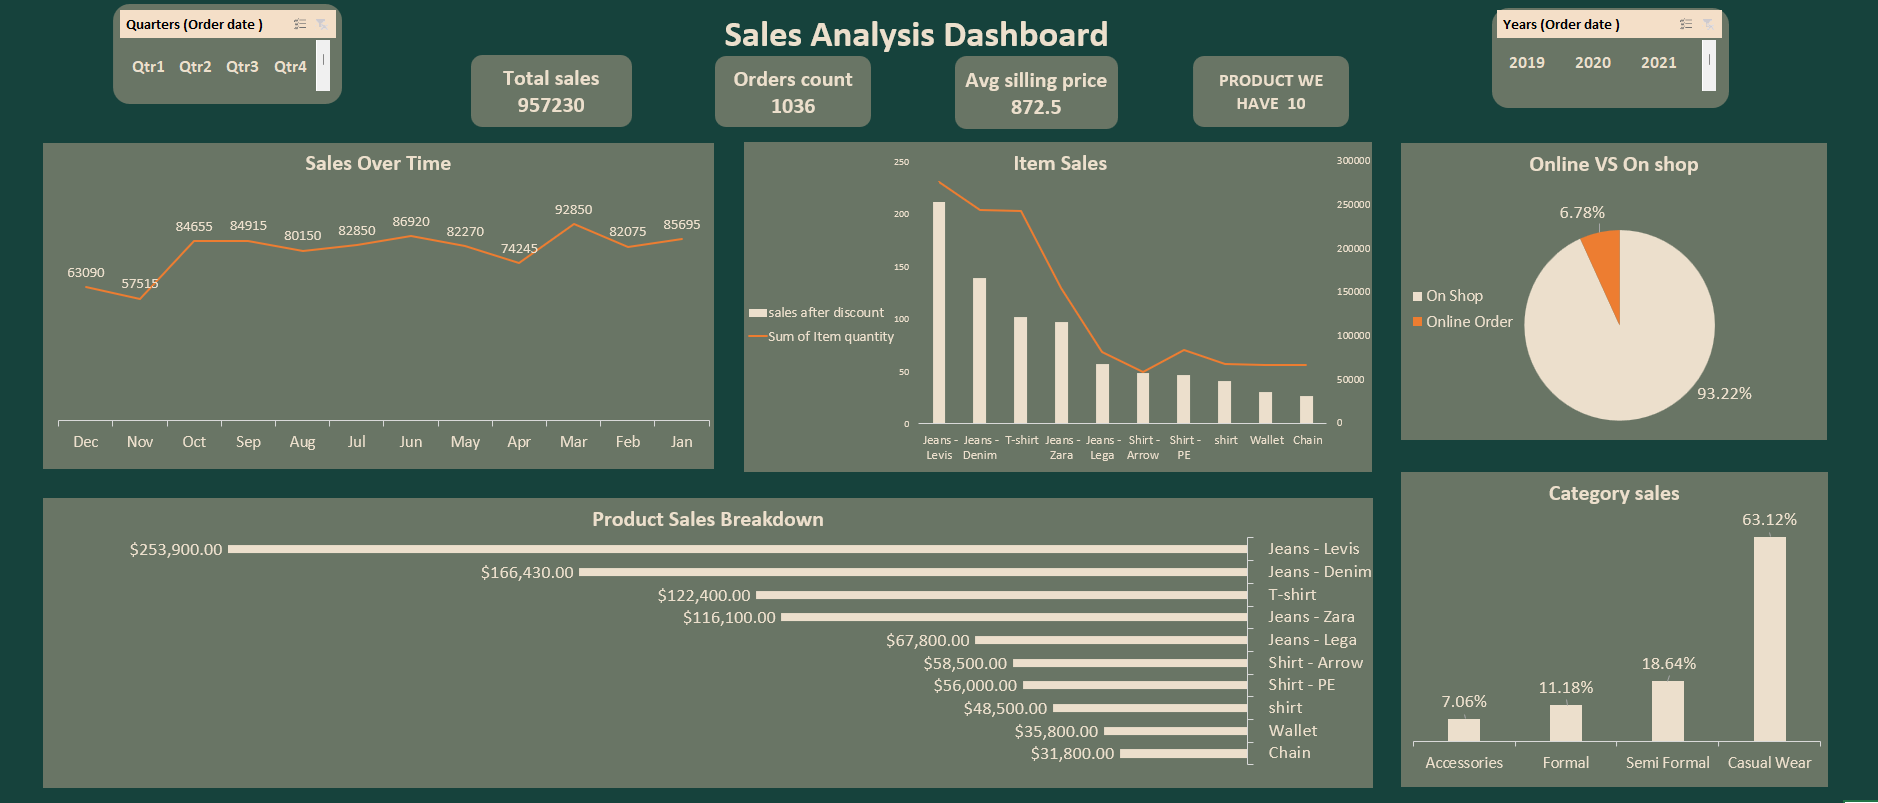 Quarters (Order date )
Qtr1 Qtr2 Qtr3 Qtr4
Sales Analysis Dashboard
Years (Order date )
2019 2020 2021
Total sales
957230
Orders count
1036
Avg silling price
872.5
PRODUCT WE
HAVE 10
Sales Over Time
63090
57515
84655
84915
80150
82850
86920
82270
74245
92850
82075
85695
Dec Nov Oct Sep Aug Jul Jun May Apr Mar Feb Jan
Item Sales
250
200
150
100
50
0
300000
250000
200000
150000
100000
50000
0
sales after discount
Sum of Item quantity
Jeans -
Levis
Jeans -
Denim
T-shirt
Jeans -
Zara
Jeans -
Lega
Shirt -
Arrow
Shirt -
PE
shirt
Wallet
Chain
Online VS On shop
6.78%
On Shop
Online Order
93.22%
Product Sales Breakdown
$253,900.00 Jeans - Levis
$166,430.00 Jeans - Denim
$122,400.00 T-shirt
$116,100.00 Jeans - Zara
$67,800.00 Jeans - Lega
$58,500.00 Shirt - Arrow
$56,000.00 Shirt - PE
$48,500.00 shirt
$35,800.00 Wallet
$31,800.00 Chain
Category sales
63.12%
18.64%
11.18%
7.06%
Accessories Formal Semi Formal Casual Wear